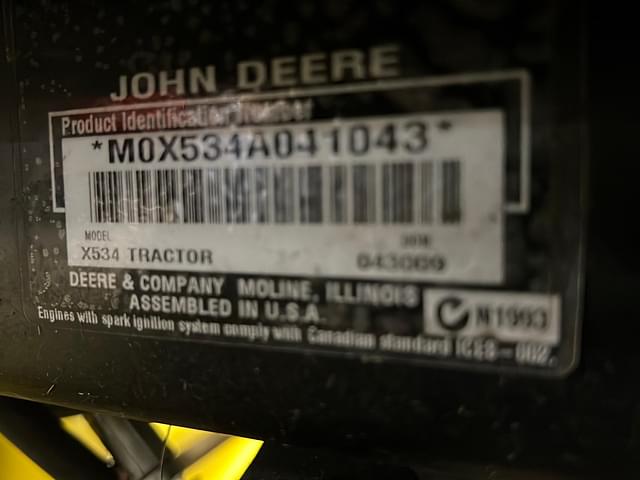 JOHN DEERE
Product Identification Number
*M0X534A041043*
MODEL
X534 TRACTOR
DEERE & COMPANY MOLINE, ILLINOIS
ASSEMBLED IN U.S.A.
N1993
Engines with spark ignition system comply with Canadian standard ICES-002.